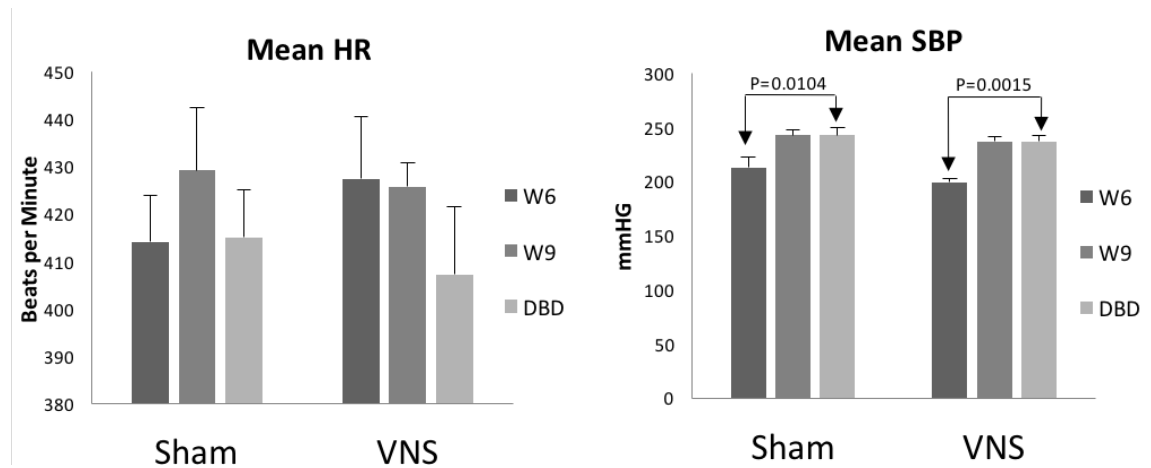 Mean HR
450
440
430
420
410
400
390
380
Beats per Minute
Sham
VNS
W6
W9
DBD
Mean SBP
300
250
200
150
100
50
0
mmHG
P=0.0104
P=0.0015
Sham
VNS
W6
W9
DBD